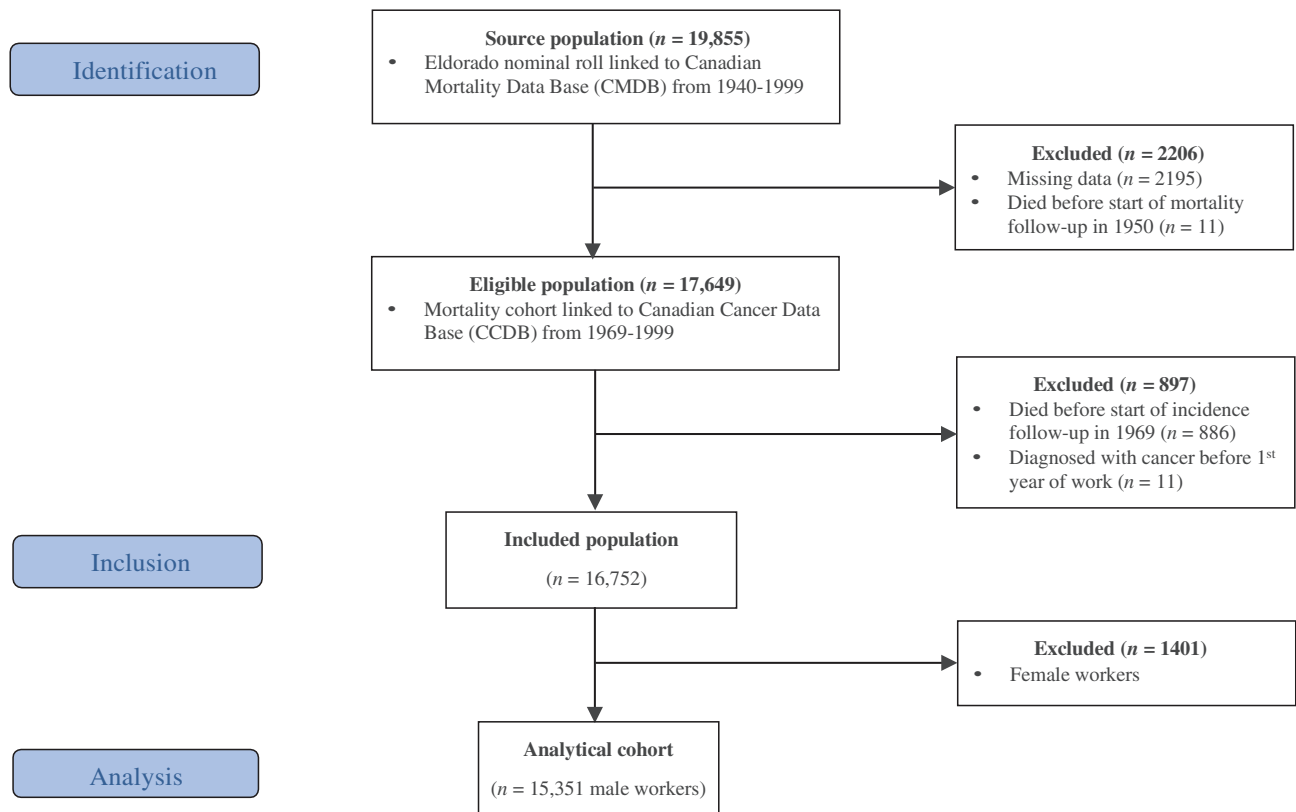 Identification
Source population (n = 19,855)
• Eldorado nominal roll linked to Canadian
Mortality Data Base (CMDB) from 1940-1999
Excluded (n = 2206)
• Missing data (n = 2195)
• Died before start of mortality
follow-up in 1950 (n = 11)
Eligible population (n = 17,649)
• Mortality cohort linked to Canadian Cancer Data
Base (CCDB) from 1969-1999
Excluded (n = 897)
• Died before start of incidence
follow-up in 1969 (n = 886)
• Diagnosed with cancer before 1st
year of work (n = 11)
Inclusion
Included population
(n = 16,752)
Excluded (n = 1401)
• Female workers
Analysis
Analytical cohort
(n = 15,351 male workers)